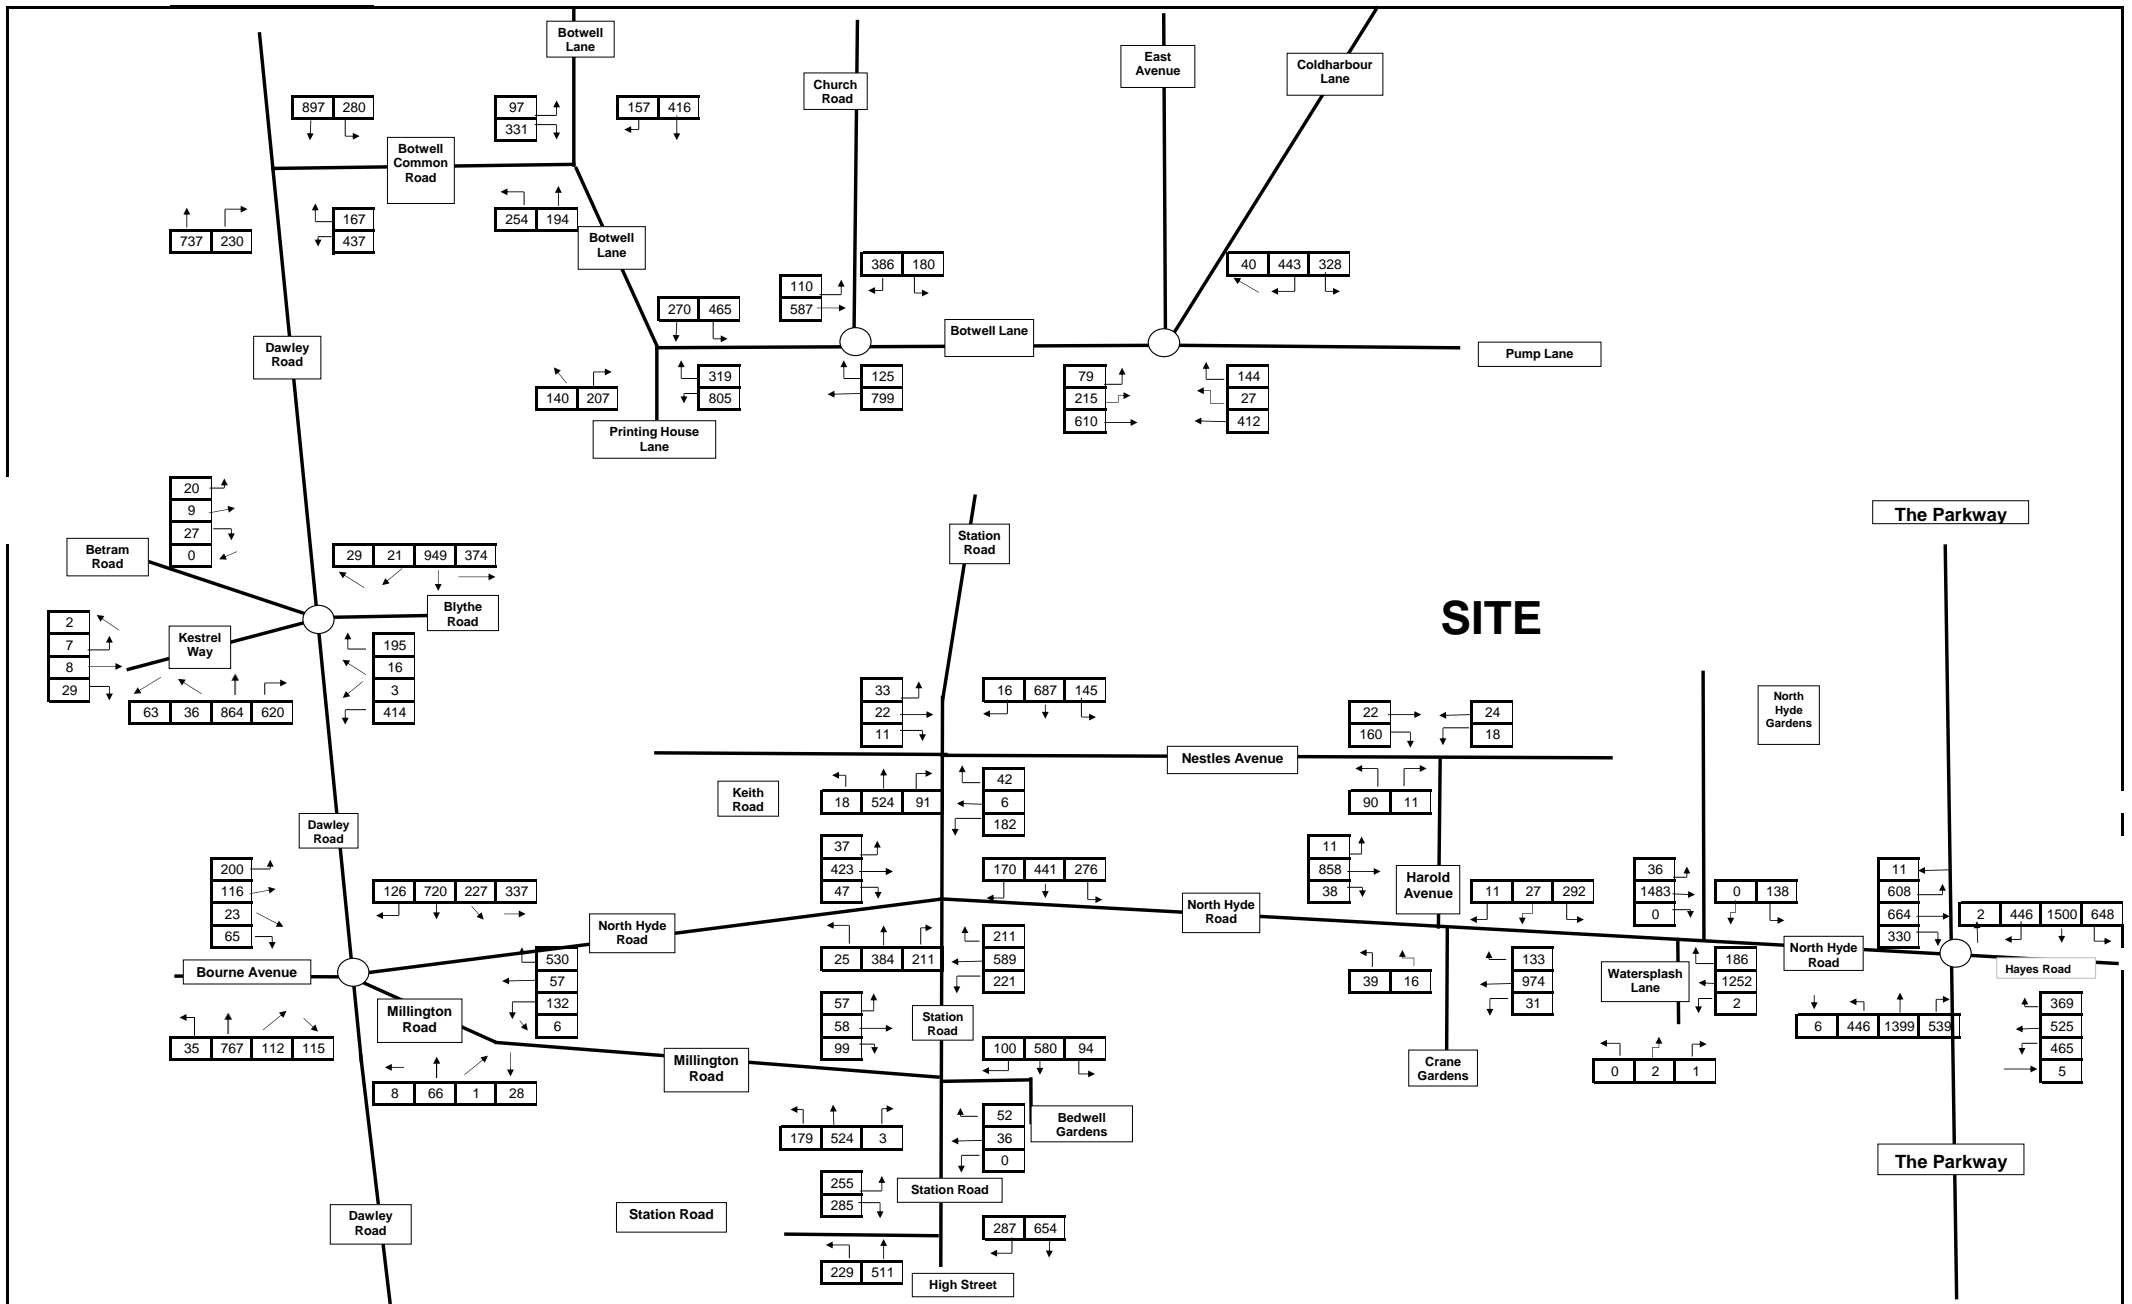 Botwell
Lane
East
Avenue
Coldharbour
Lane
Church
Road
897 280
97
331
157 416
Botwell
Common
Road
737 230
167
437
254 194
Botwell
Lane
386 180
40 443 328
110
587
270 465
Botwell Lane
Dawley
Road
Pump Lane
140 207
319
805
125
799
79
215
610
144
27
412
Printing House
Lane
20
9
27
0
Betram
Road
29 21 949 374
Station
Road
The Parkway
Blythe
Road
SITE
2
7
8
29
Kestrel
Way
195
16
3
414
63 36 864 620
33
22
11
16 687 145
22
160
24
18
North
Hyde
Gardens
Nestles Avenue
Keith
Road
18 524 91
42
6
182
90 11
Dawley
Road
37
423
47
170 441 276
11
858
38
Harold
Avenue
11 27 292
36
1483
0
0 138
11
608
664
330
2 446 1500 648
200
116
23
65
126 720 227 337
North Hyde
Road
North Hyde
Road
North Hyde
Road
Hayes Road
Bourne Avenue
530
57
132
6
25 384 211
211
589
221
39 16
133
974
31
Watersplash
Lane
186
1252
2
Millington
Road
57
58
99
Station
Road
6 446 1399 539
369
525
465
5
35 767 112 115
Millington
Road
100 580 94
Crane
Gardens
0 2 1
8 66 1 28
179 524 3
52
36
0
Bedwell
Gardens
The Parkway
255
285
Station Road
Dawley
Road
Station Road
287 654
229 511
High Street